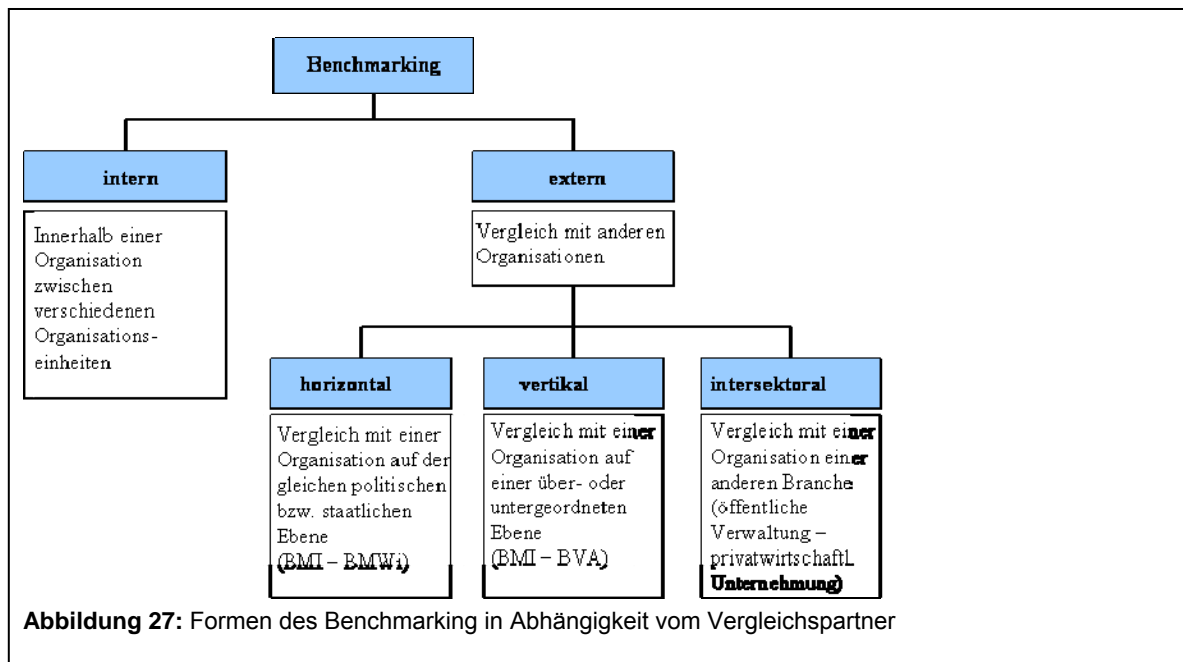 Benchmarking
intern
extern
Innerhalb einer
Organisation
zwischen
verschiedenen
Organisations-
einheiten
Vergleich mit anderen
Organisationen
horizontal
vertikal
intersektoral
Vergleich mit einer
Organisation auf der
gleichen politischen
bzw. staatlichen
Ebene
(BMI – BMWi)
Vergleich mit einer
Organisation auf
einer über- oder
untergeordneten
Ebene
(BMI – BVA)
Vergleich mit einer
Organisation einer
anderen Branche
(öffentliche
Verwaltung –
privatwirtschaftl.
Unternehmung)
Abbildung 27: Formen des Benchmarking in Abhängigkeit vom Vergleichspartner